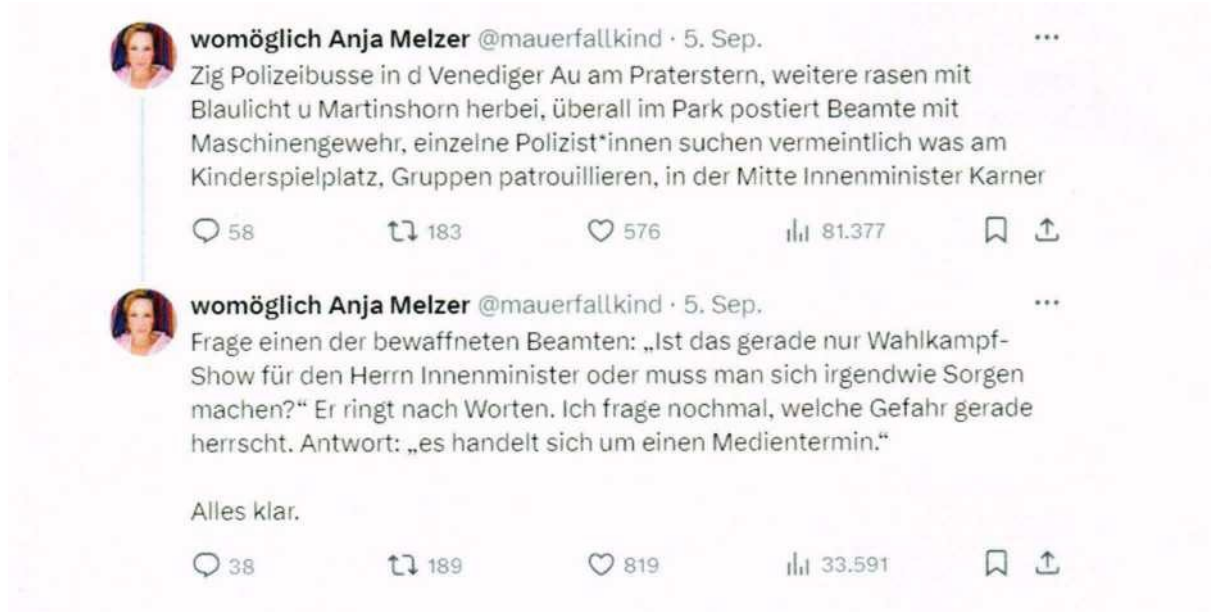 womöglich Anja Melzer @mauerfallkind · 5. Sep.
Zig Polizeibusse in d Venediger Au am Praterstern, weitere rasen mit
Blaulicht u Martinshorn herbei, überall im Park postiert Beamte mit
Maschinengewehr, einzelne Polizist*innen suchen vermeintlich was am
Kinderspielplatz, Gruppen patrouillieren, in der Mitte Innenminister Karner
58 183 576 81.377
womöglich Anja Melzer @mauerfallkind · 5. Sep.
Frage einen der bewaffneten Beamten: „Ist das gerade nur Wahlkampf-
Show für den Herrn Innenminister oder muss man sich irgendwie Sorgen
machen?“ Er ringt nach Worten. Ich frage nochmal, welche Gefahr gerade
herrscht. Antwort: „es handelt sich um einen Medientermin.“
Alles klar.
38 189 819 33.591